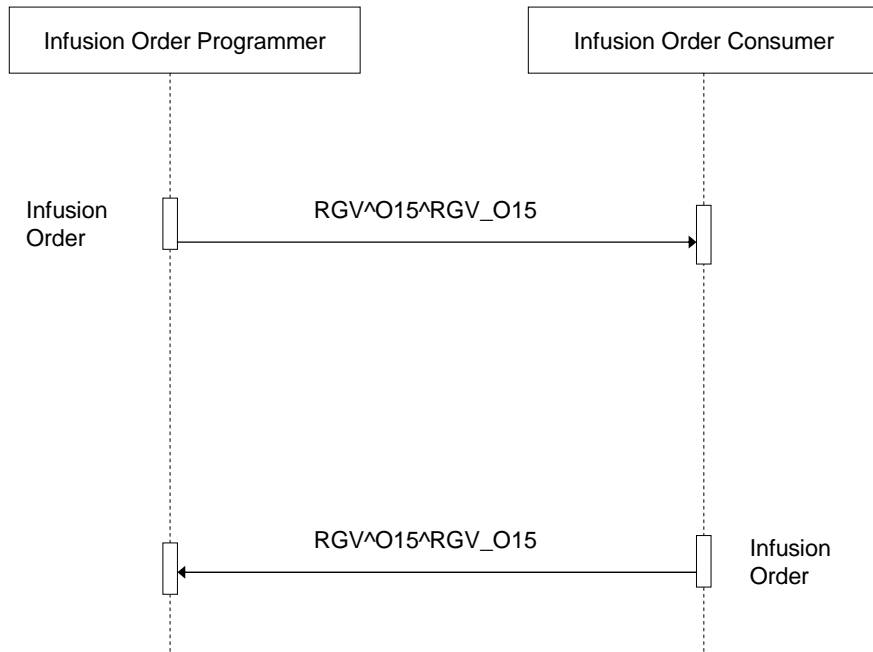 Infusion Order Programmer
Infusion Order Consumer
RGV^O15^RGV_O15
Infusion
Order
RGV^O15^RGV_O15
Infusion
Order